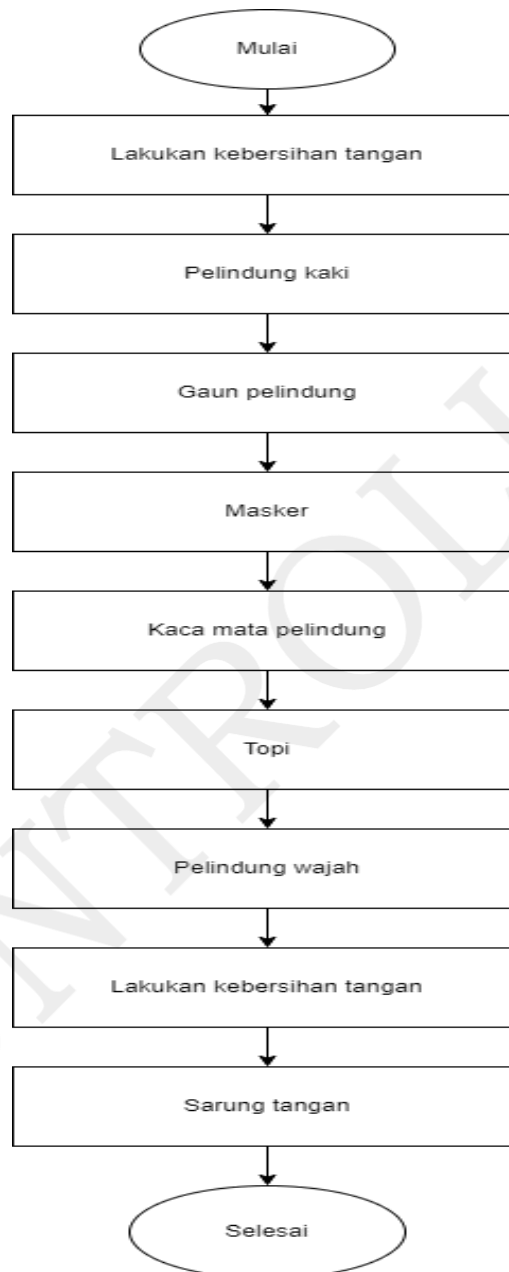 Mulai
Lakukan kebersihan tangan
Pelindung kaki
Gaun pelindung
Masker
Kaca mata pelindung
Topi
Pelindung wajah
Lakukan kebersihan tangan
Sarung tangan
Selesai